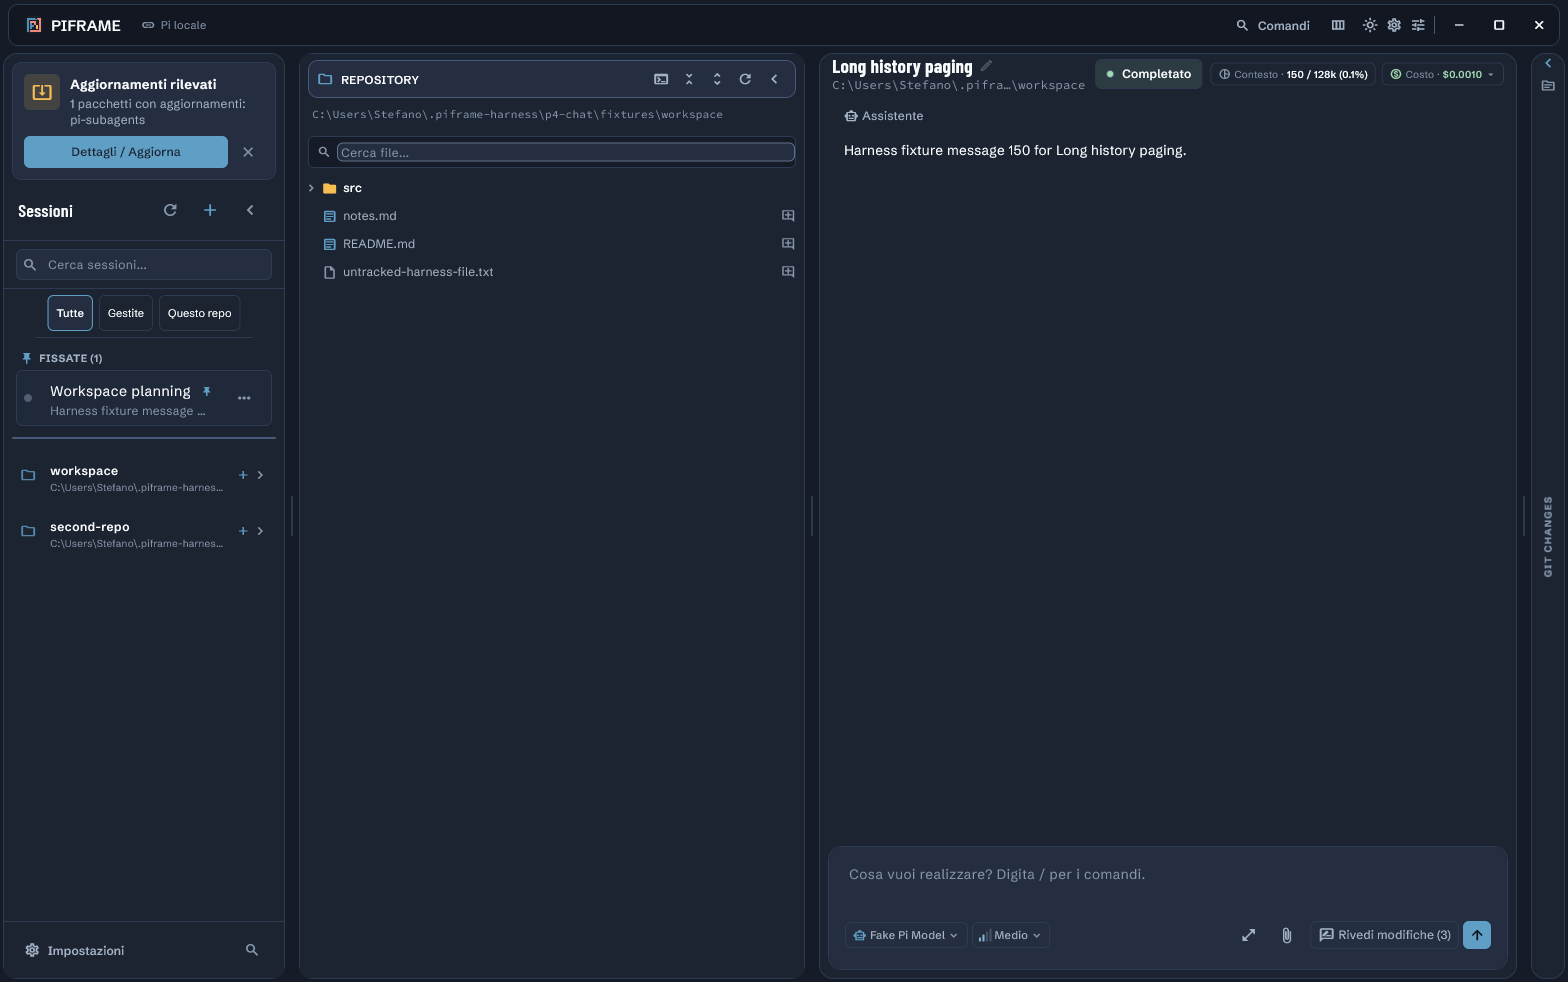 PIFRAME
Pi locale
Comandi
Aggiornamenti rilevati
1 pacchetti con aggiornamenti:
pi-subagents
Dettagli / Aggiorna
Sessioni
Cerca sessioni...
Tutte
Gestite
Questo repo
FISSATE (1)
Workspace planning
Harness fixture message ...
workspace
C:\Users\Stefano\.piframe-harnes...
second-repo
C:\Users\Stefano\.piframe-harnes...
Impostazioni
REPOSITORY
C:\Users\Stefano\.piframe-harness\p4-chat\fixtures\workspace
Cerca file...
src
notes.md
README.md
untracked-harness-file.txt
Long history paging
C:\Users\Stefano\.pifra…\workspace
Completato
Contesto · 150 / 128k (0.1%)
Costo · $0.0010
Assistente
Harness fixture message 150 for Long history paging.
Cosa vuoi realizzare? Digita / per i comandi.
Fake Pi Model
Medio
Rivedi modifiche (3)
GIT CHANGES